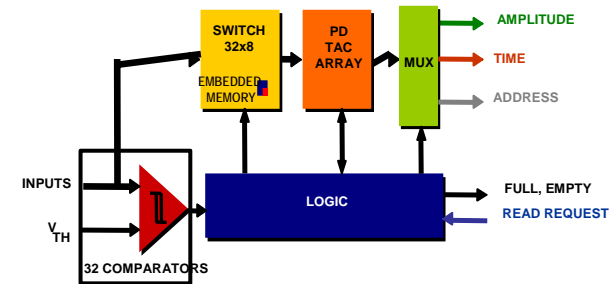 SWITCH
32x8
EMBEDDED
MEMORY
PD
TAC
ARRAY
MUX
AMPLITUDE
TIME
ADDRESS
INPUTS
V
TH
32 COMPARATORS
LOGIC
FULL, EMPTY
READ REQUEST